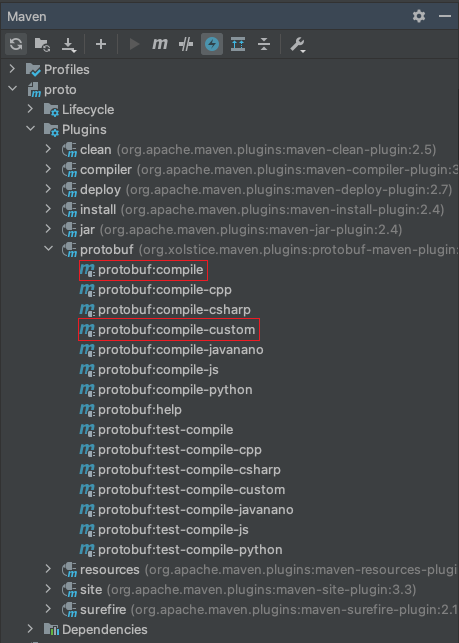 Maven
m
Profiles
proto
Lifecycle
Plugins
clean (org.apache.maven.plugins:maven-clean-plugin:2.5)
compiler (org.apache.maven.plugins:maven-compiler-plugin:3
deploy (org.apache.maven.plugins:maven-deploy-plugin:2.7)
install (org.apache.maven.plugins:maven-install-plugin:2.4)
jar (org.apache.maven.plugins:maven-jar-plugin:2.4)
protobuf (org.xolstice.maven.plugins:protobuf-maven-plugin:
protobuf:compile
protobuf:compile-cpp
protobuf:compile-csharp
protobuf:compile-custom
protobuf:compile-javanano
protobuf:compile-js
protobuf:compile-python
protobuf:help
protobuf:test-compile
protobuf:test-compile-cpp
protobuf:test-compile-csharp
protobuf:test-compile-custom
protobuf:test-compile-javanano
protobuf:test-compile-js
protobuf:test-compile-python
resources (org.apache.maven.plugins:maven-resources-plugi
site (org.apache.maven.plugins:maven-site-plugin:3.3)
surefire (org.apache.maven.plugins:maven-surefire-plugin:2.1
Dependencies